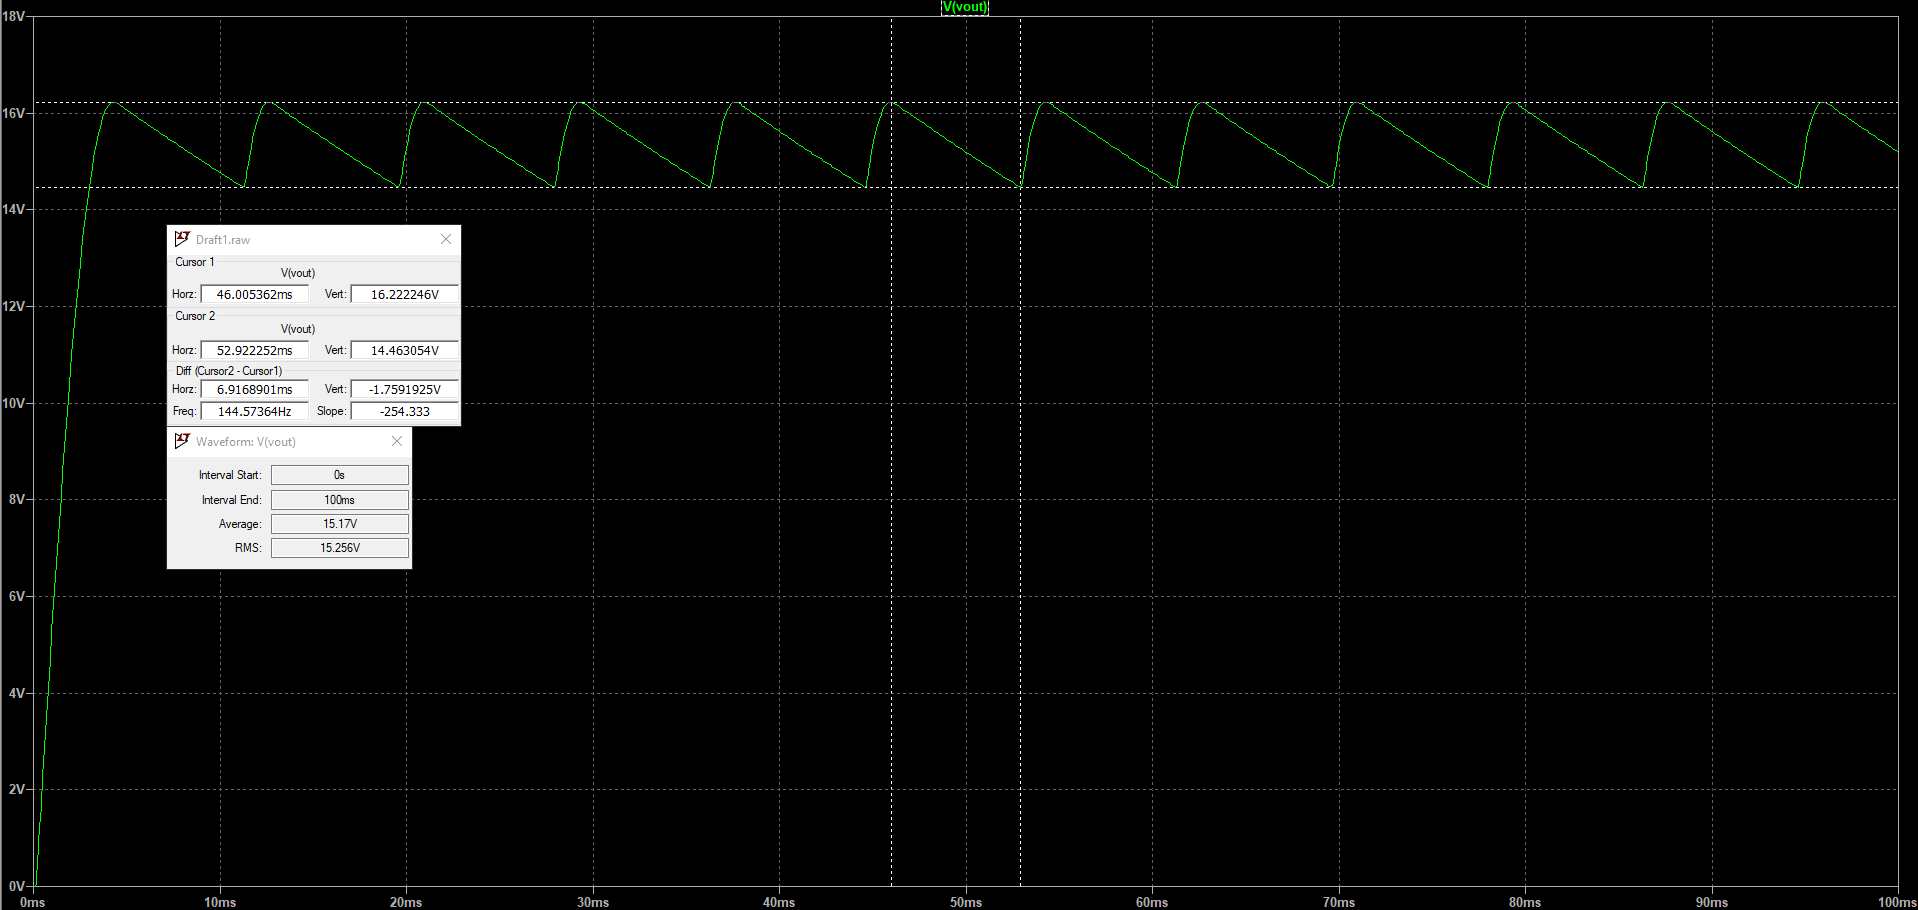 V(vout)
18V
16V
14V
12V
10V
8V
6V
4V
2V
0V
Draft1.raw
Cursor 1
V(vout)
Horz: 46.005362ms Vert: 16.222246V
Cursor 2
V(vout)
Horz: 52.922252ms Vert: 14.463054V
Diff (Cursor2 - Cursor1)
Horz: 6.9168901ms Vert: -1.7591925V
Freq: 144.57364Hz Slope: -254.333
Waveform: V(vout)
Interval Start: 0s
Interval End: 100ms
Average: 15.17V
RMS: 15.256V
0ms 10ms 20ms 30ms 40ms 50ms 60ms 70ms 80ms 90ms 100ms